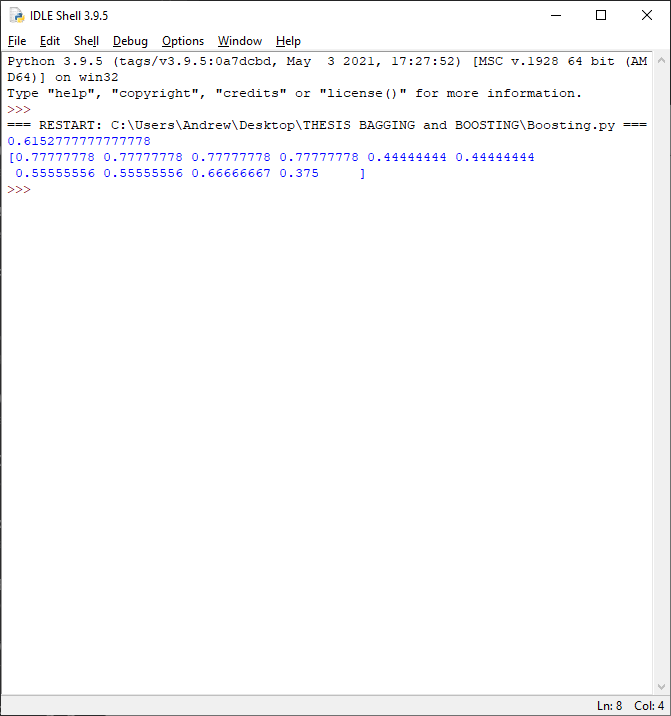 IDLE Shell 3.9.5
File Edit Shell Debug Options Window Help
Python 3.9.5 (tags/v3.9.5:0a7dcbd, May  3 2021, 17:27:52) [MSC v.1928 64 bit (AM
D64)] on win32
Type "help", "copyright", "credits" or "license()" for more information.
>>>
=== RESTART: C:\Users\Andrew\Desktop\THESIS BAGGING and BOOSTING\Boosting.py ===
0.6152777777777778
[0.77777778 0.77777778 0.77777778 0.77777778 0.44444444 0.44444444
 0.55555556 0.55555556 0.66666667 0.375     ]
>>>
Ln: 8 Col: 4